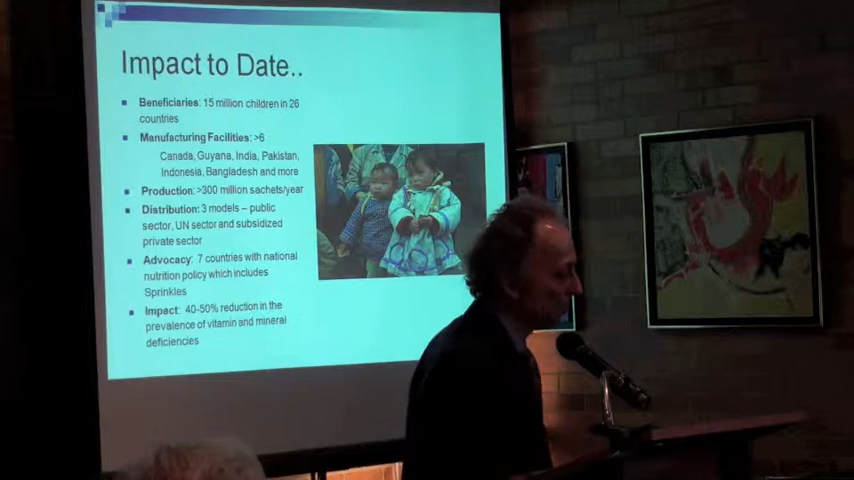 Impact to Date..
Beneficiaries: 15 million children in 26
countries
Manufacturing Facilities: >6
Canada, Guyana, India, Pakistan,
Indonesia, Bangladesh and more
Production: >300 million sachets/year
Distribution: 3 models – public
sector, UN sector and subsidized
private sector
Advocacy: 7 countries with national
nutrition policy which include
Sprinkles
Impact: 40-50% reduction in the
prevalence of vitamin and mineral
deficiencies